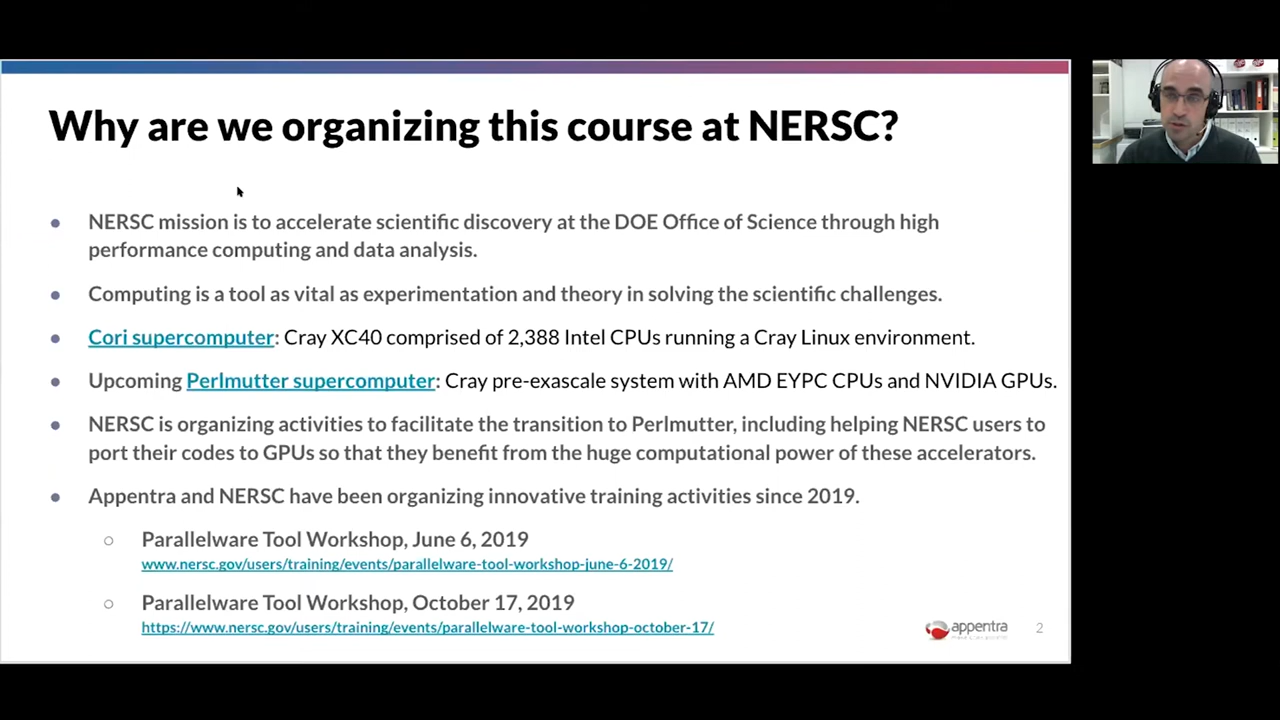 Why are we organizing this course at NERSC?
● NERSC mission is to accelerate scientific discovery at the DOE Office of Science through high
performance computing and data analysis.
● Computing is a tool as vital as experimentation and theory in solving the scientific challenges.
● Cori supercomputer: Cray XC40 comprised of 2,388 Intel CPUs running a Cray Linux environment.
● Upcoming Perlmutter supercomputer: Cray pre-exascale system with AMD EYPC CPUs and NVIDIA GPUs.
● NERSC is organizing activities to facilitate the transition to Perlmutter, including helping NERSC users to
port their codes to GPUs so that they benefit from the huge computational power of these accelerators.
● Appentra and NERSC have been organizing innovative training activities since 2019.
○ Parallelware Tool Workshop, June 6, 2019
www.nersc.gov/users/training/events/parallelware-tool-workshop-june-6-2019/
○ Parallelware Tool Workshop, October 17, 2019
https://www.nersc.gov/users/training/events/parallelware-tool-workshop-october-17/
appentra
2